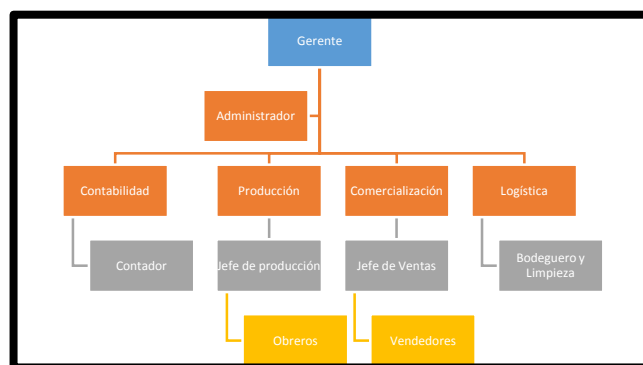 Gerente
Administrador
Contabilidad
Producción
Comercialización
Logística
Contador
Jefe de producción
Jefe de Ventas
Bodeguero y
Limpieza
Obreros
Vendedores